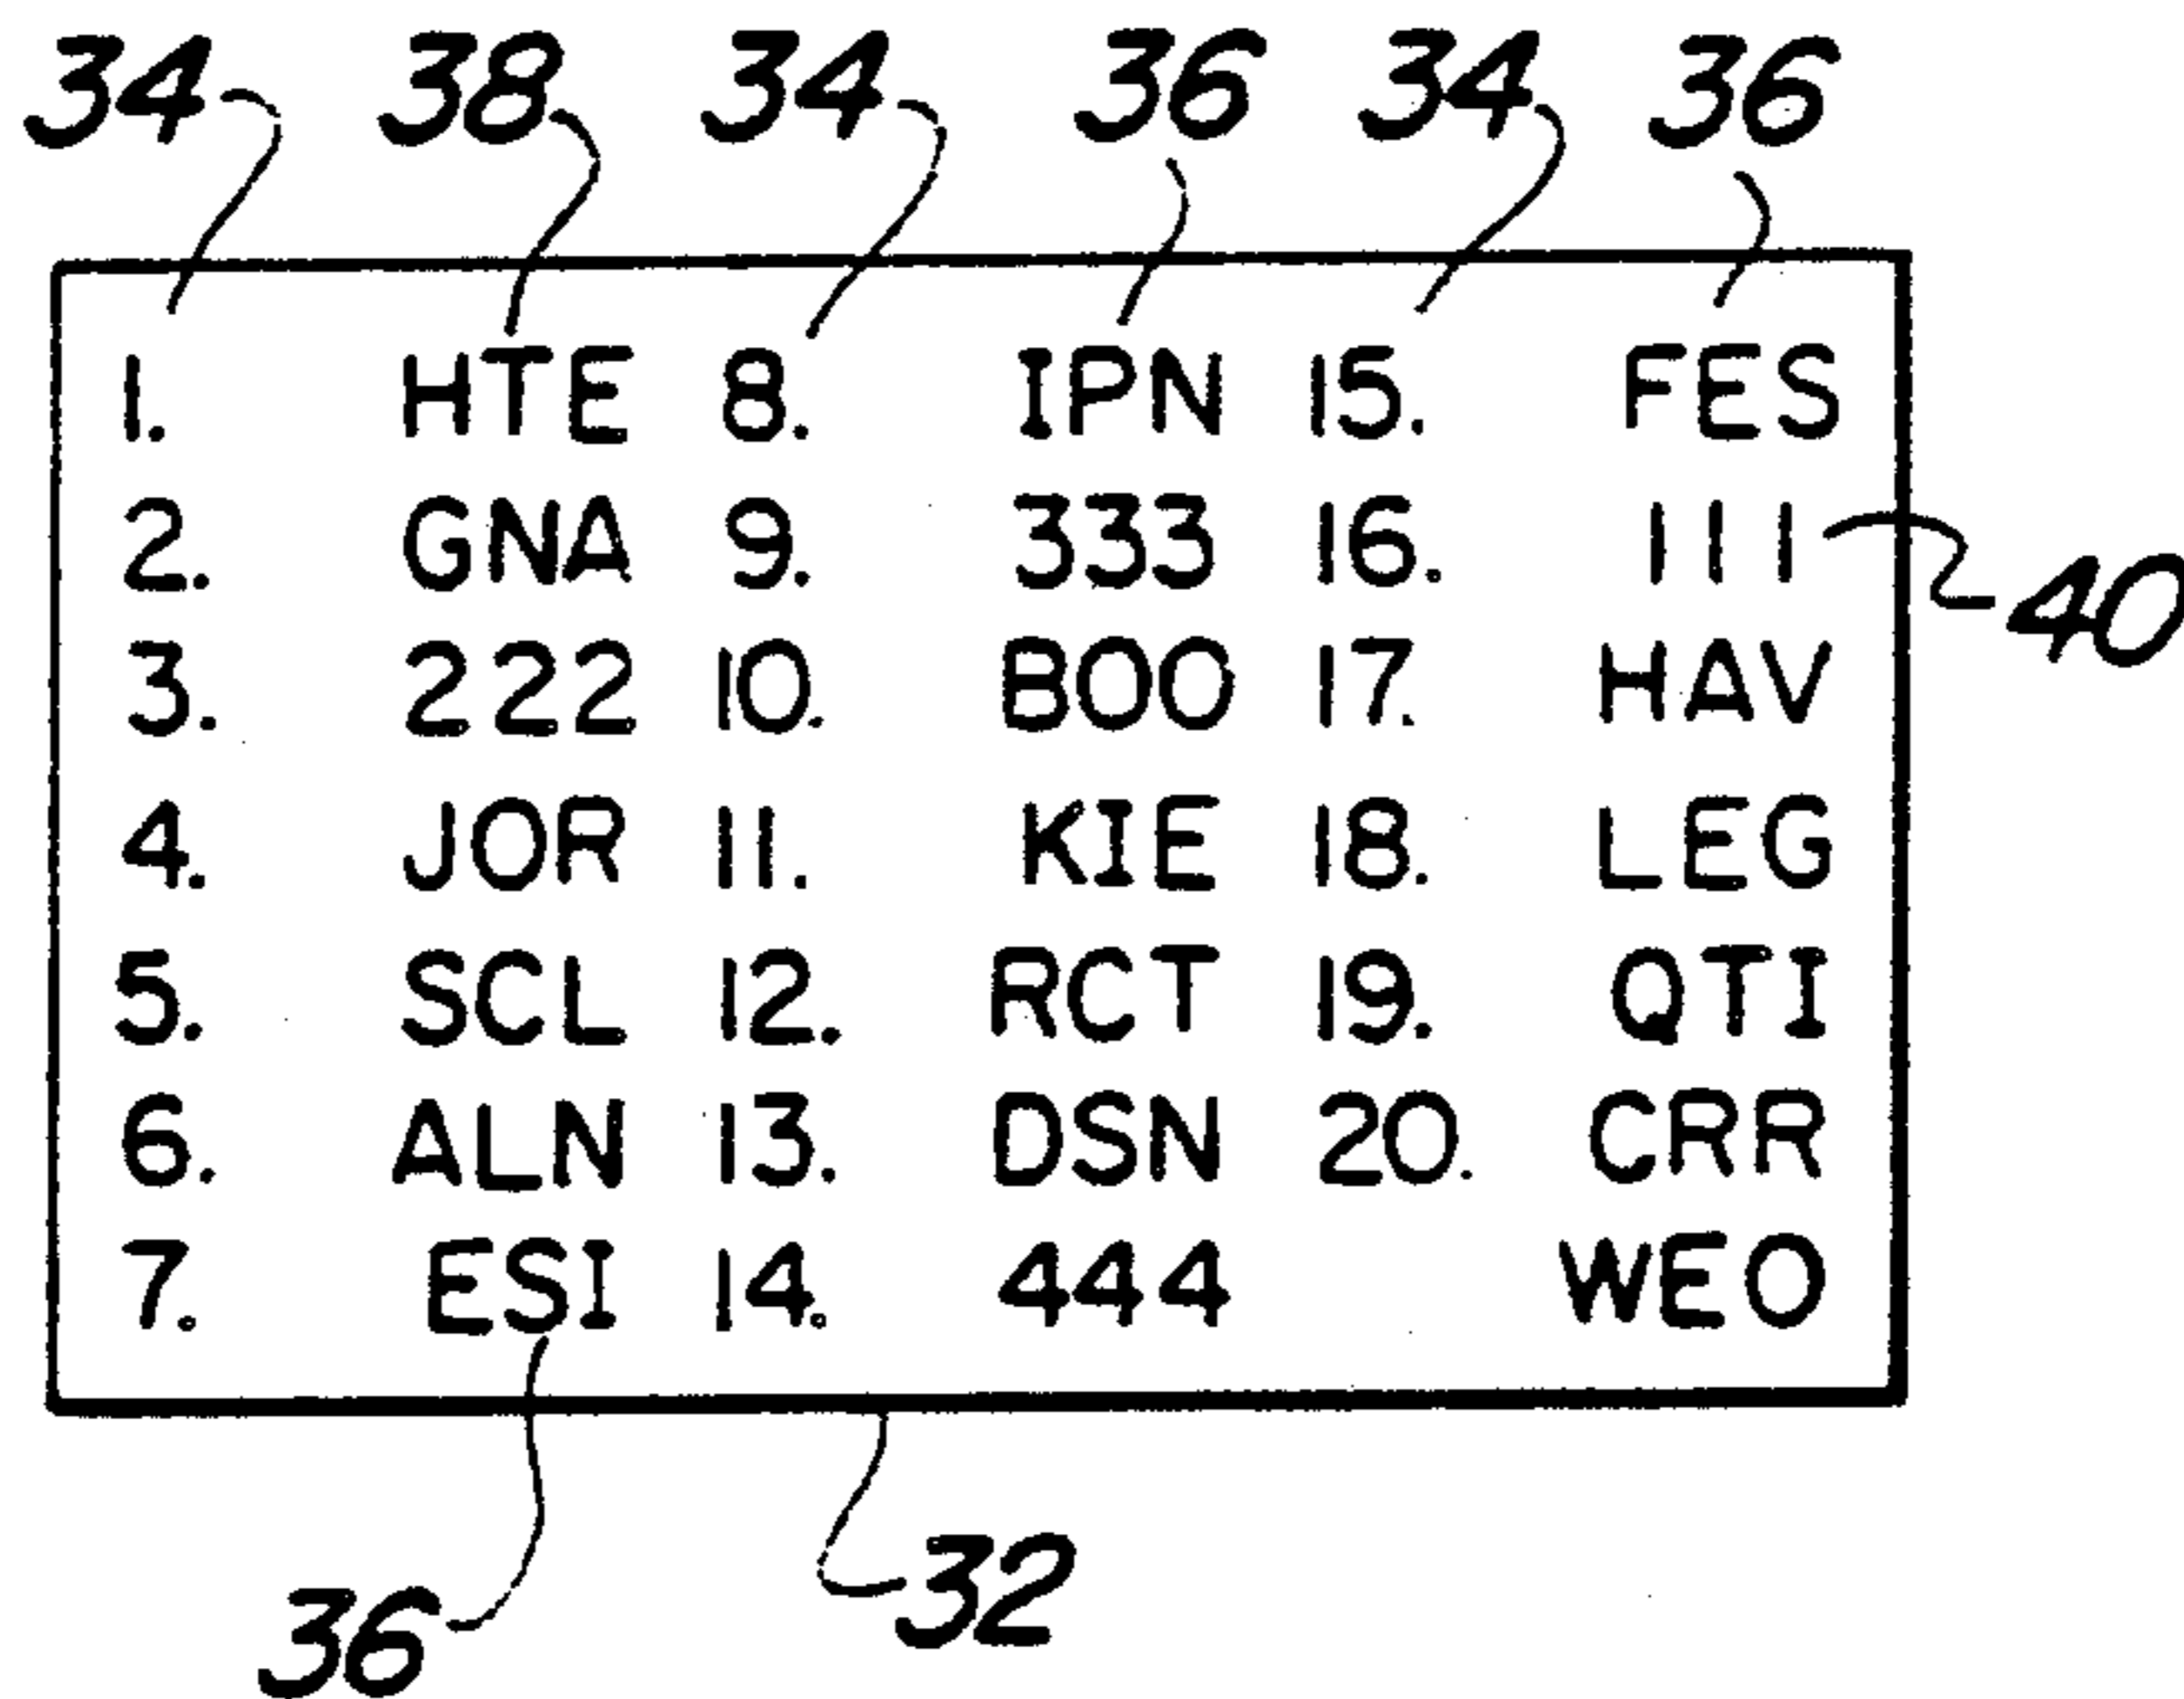 34 38 34 36 34 36
1. HTE 8. IPN 15. FES
2. GNA 9. 333 16. 111
40
3. 222 10. BOO 17. HAV
4. JOR 11. KIE 18. LEG
5. SCL 12. RCT 19. QTI
6. ALN 13. DSN 20. CRR
7. ESI 14. 444 WEO
36 32